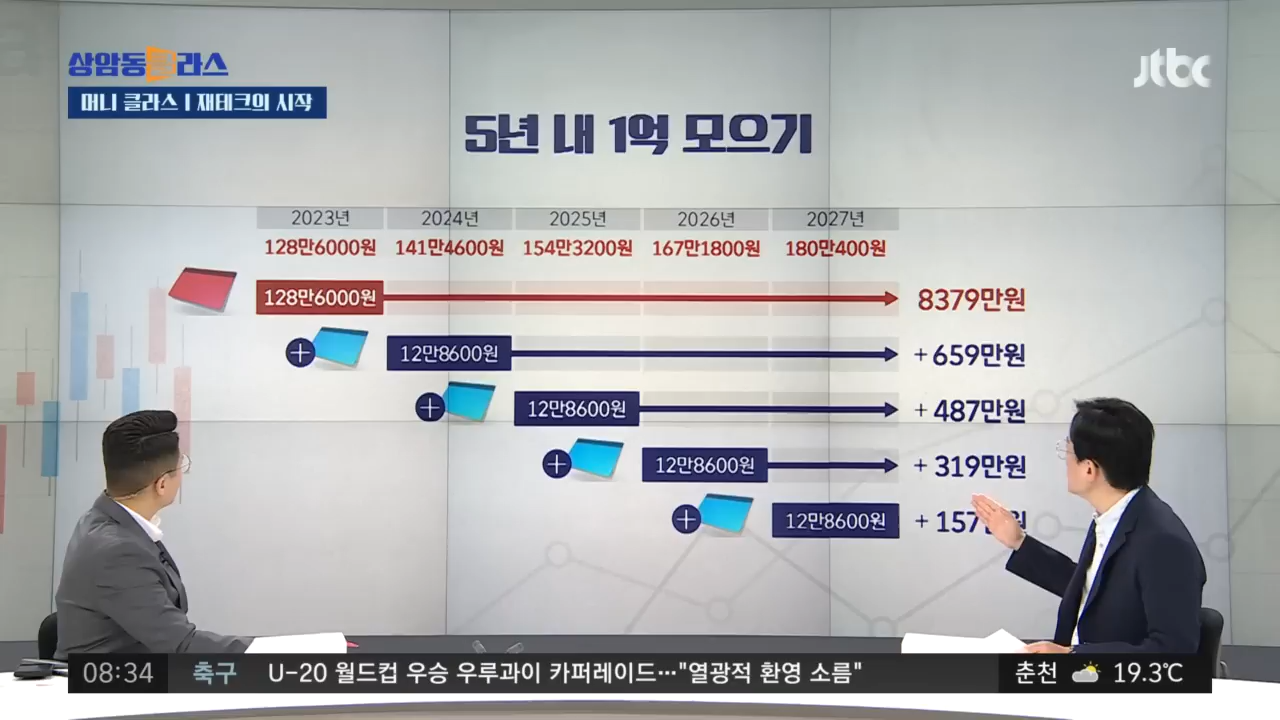 상암동클라스
jtbc
머니 클라스 | 재테크의 시작
5년 내 1억 모으기
2023년 2024년 2025년 2026년 2027년
128만6000원 141만4600원 154만3200원 167만1800원 180만400원
128만6000원 8379만원
+ 12만8600원 + 659만원
+ 12만8600원 + 487만원
+ 12만8600원 + 319만원
+ 12만8600원 + 157만원
08:34 축구 U-20 월드컵 우승 우루과이 카퍼레이드…"열광적 환영 소름" 춘천 19.3℃